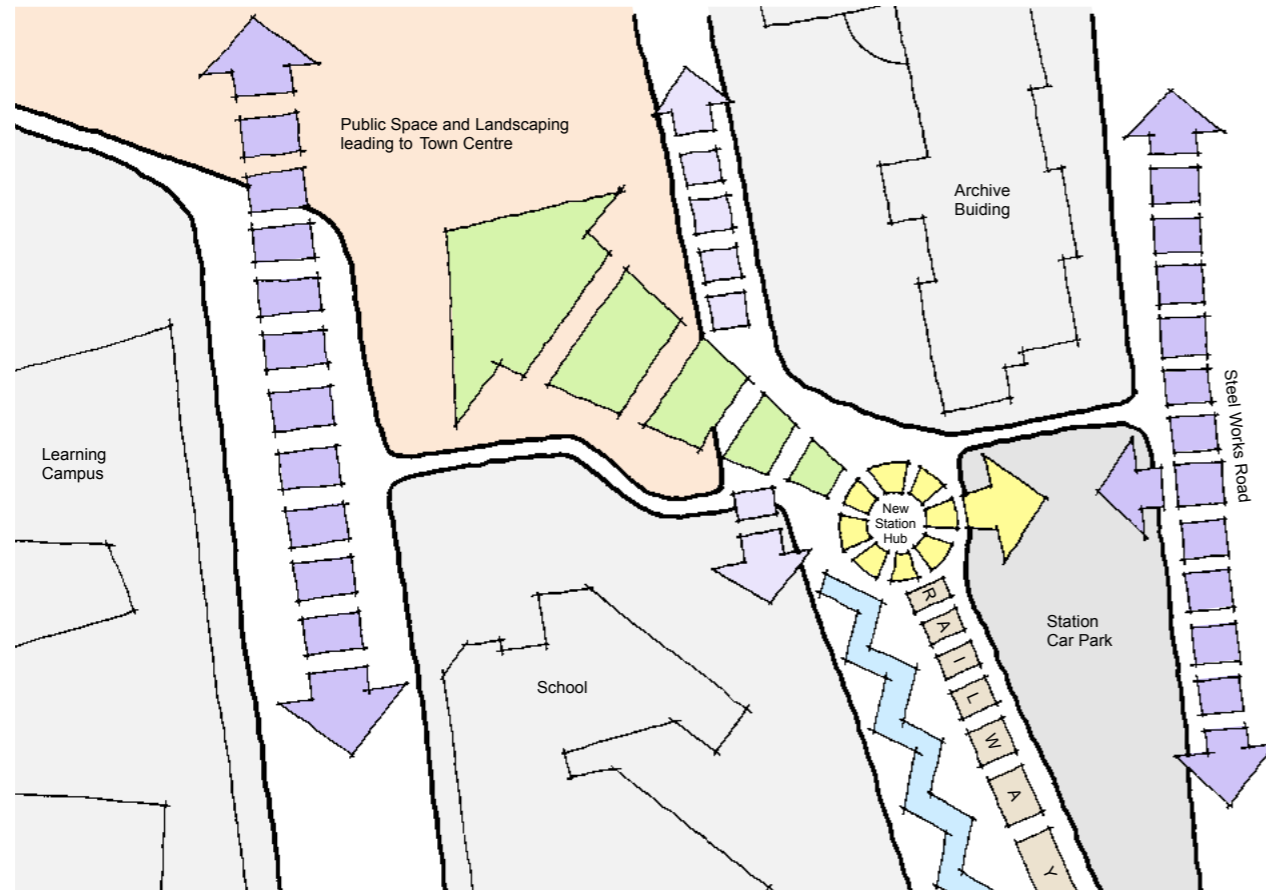 Public Space and Landscaping
leading to Town Centre
Archive
Buiding
Steel Works Road
Learning
Campus
New
Station
Hub
RAILWAY
Station
Car Park
School